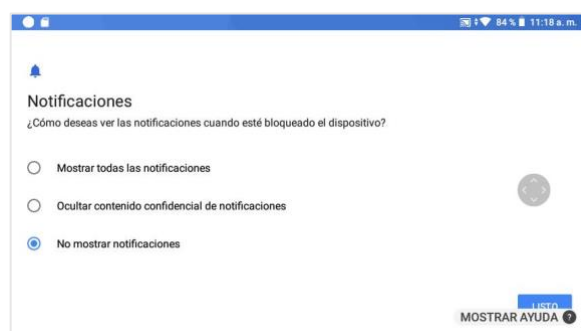 84 % 11:18 a. m.
Notificaciones
¿Cómo deseas ver las notificaciones cuando esté bloqueado el dispositivo?
Mostrar todas las notificaciones
Ocultar contenido confidencial de notificaciones
No mostrar notificaciones
LISTO
MOSTRAR AYUDA ?